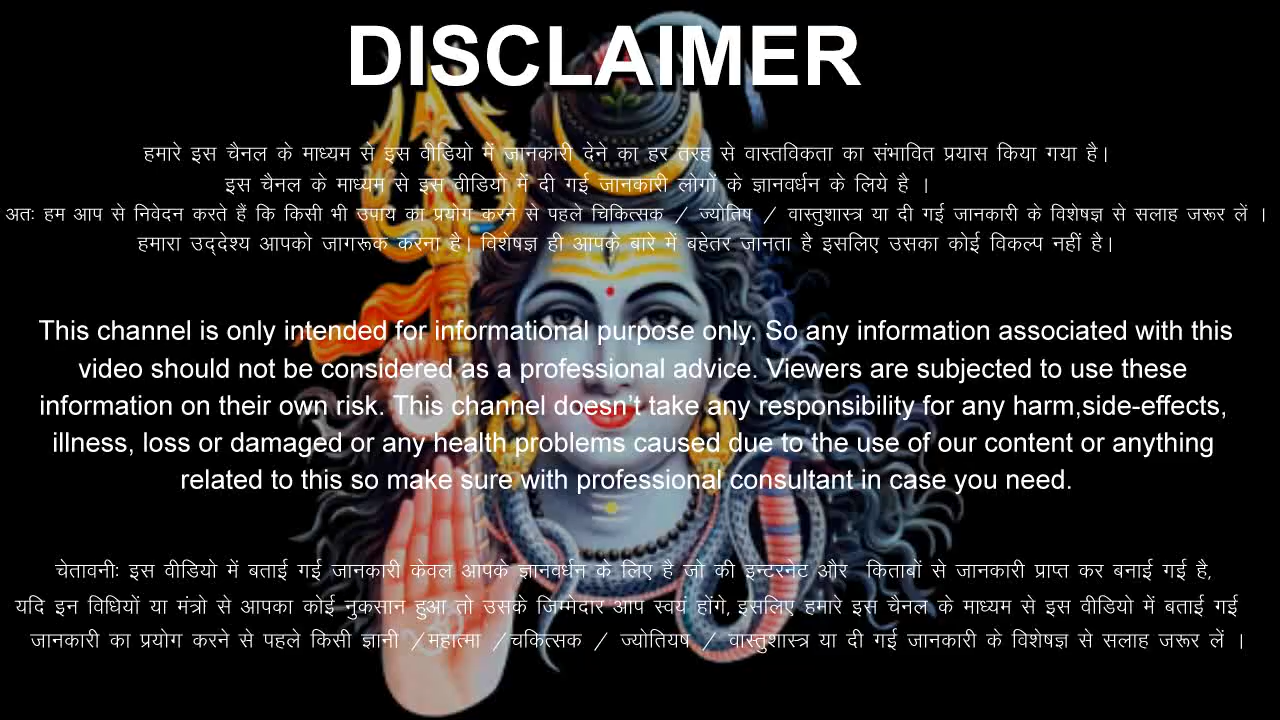 DISCLAIMER
हमारे इस चैनल के माध्यम से इस वीडियो में जानकारी देने का हर तरह से वास्तविकता का संभावित प्रयास किया गया है।
इस चैनल के माध्यम से इस वीडियो में दी गई जानकारी लोगों के ज्ञानवर्धन के लिये है ।
अतः हम आप से निवेदन करते हैं कि किसी भी उपाय का प्रयोग करने से पहले चिकित्सक / ज्योतिष / वास्तुशास्त्र या दी गई जानकारी के विशेषज्ञ से सलाह जरूर लें ।
हमारा उद्देश्य आपको जागरूक करना है। विशेषज्ञ ही आपके बारे में बहेतर जानता है इसलिए उसका कोई विकल्प नहीं है।
This channel is only intended for informational purpose only. So any information associated with this
video should not be considered as a professional advice. Viewers are subjected to use these
information on their own risk. This channel doesn't take any responsibility for any harm,side-effects,
illness, loss or damaged or any health problems caused due to the use of our content or anything
related to this so make sure with professional consultant in case you need.
चेतावनीः इस वीडियो में बताई गई जानकारी केवल आपके ज्ञानवर्धन के लिए है जो की इन्टरनेट और किताबों से जानकारी प्राप्त कर बनाई गई है,
यदि इन विधियों या मंत्रो से आपका कोई नुकसान हुआ तो उसके जिम्मेदार आप स्वयं होंगे, इसलिए हमारे इस चैनल के माध्यम से इस वीडियो में बताई गई
जानकारी का प्रयोग करने से पहले किसी ज्ञानी /महात्मा /चकित्सक / ज्योतियष / वास्तुशास्त्र या दी गई जानकारी के विशेषज्ञ से सलाह जरूर लें ।